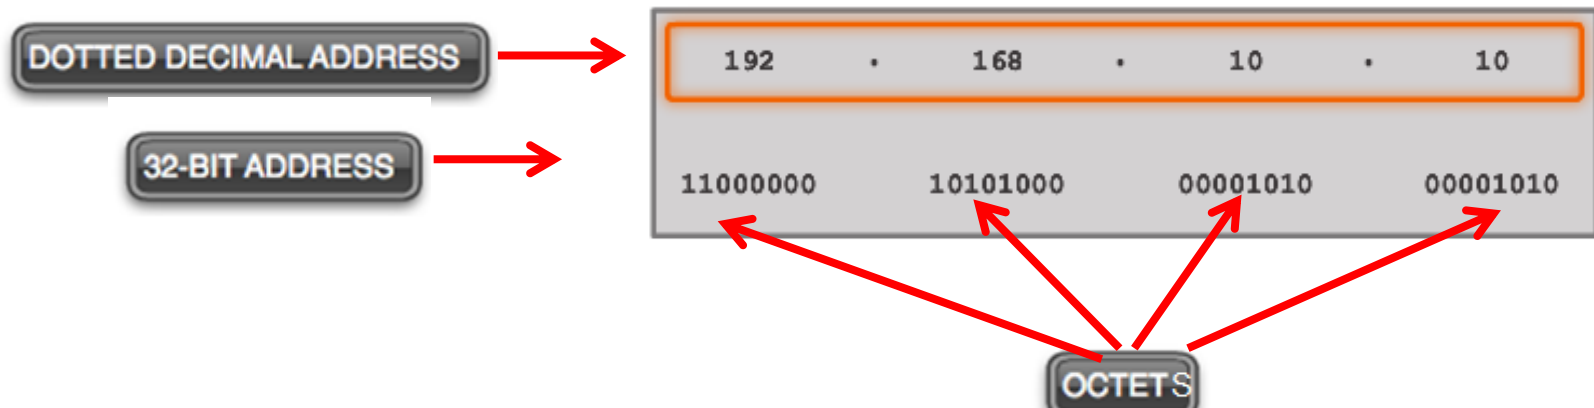 DOTTED DECIMAL ADDRESS
192 . 168 . 10 . 10
32-BIT ADDRESS
11000000 10101000 00001010 00001010
OCTETS